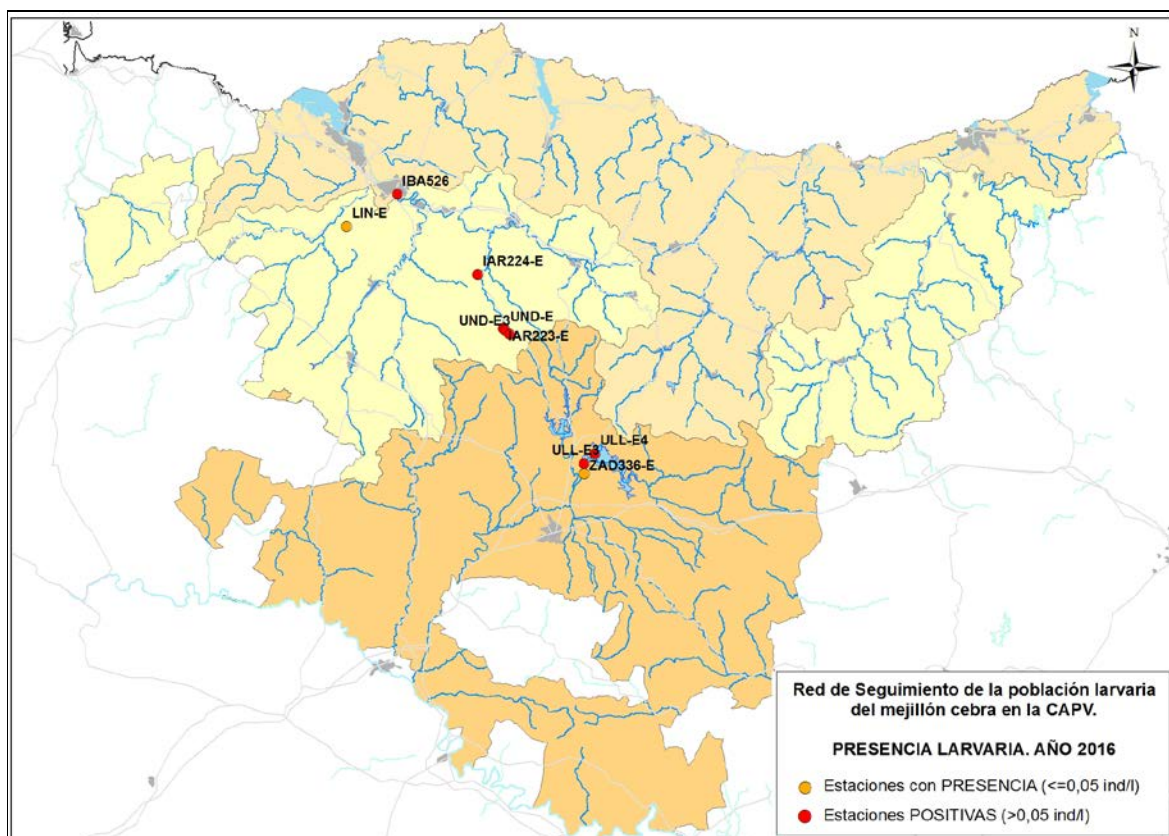 N
IBA526
LIN-E
IAR224-E
UND-E3
UND-E
IAR223-E
ULL-E4
ULL-E3
ZAD336-E
Red de Seguimiento de la población larvaria
del mejillón cebra en la CAPV.
PRESENCIA LARVARIA. AÑO 2016
Estaciones con PRESENCIA (<=0,05 ind/l)
Estaciones POSITIVAS (>0,05 ind/l)